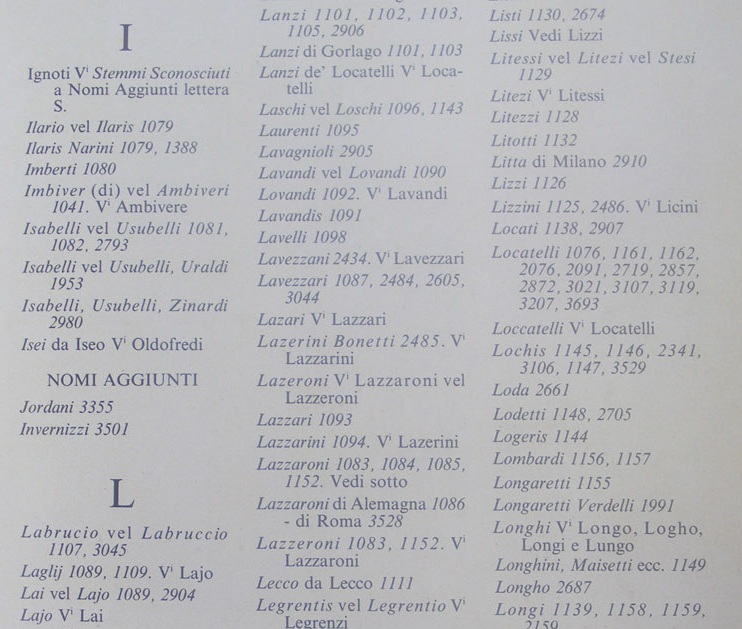 I
Ignoti Vⁱ Stemmi Sconosciuti
a Nomi Aggiunti lettera
S.
Ilario vel Ilaris 1079
Ilaris Narini 1079, 1388
Imberti 1080
Imbiver (di) vel Ambiveri
1041. Vⁱ Ambivere
Isabelli vel Usubelli 1081,
1082, 2793
Isabelli vel Usubelli, Uraldi
1953
Isabelli, Usubelli, Zinardi
2980
Isei da Iseo Vⁱ Oldofredi
NOMI AGGIUNTI
Jordani 3355
Invernizzi 3501
L
Labrucio vel Labruccio
1107, 3045
Laglij 1089, 1109. Vⁱ Lajo
Lai vel Lajo 1089, 2904
Lajo Vⁱ Lai
Lanzi 1101, 1102, 1103,
1105, 2906
Lanzi di Gorlago 1101, 1103
Lanzi de' Locatelli Vⁱ Loca-
telli
Laschi vel Loschi 1096, 1143
Laurenti 1095
Lavagnioli 2905
Lavandi vel Lovandi 1090
Lovandi 1092. Vⁱ Lavandi
Lavandis 1091
Lavelli 1098
Lavezzani 2434. Vⁱ Lavezzari
Lavezzari 1087, 2484, 2605,
3044
Lazari Vⁱ Lazzari
Lazerini Bonetti 2485. Vⁱ
Lazzarini
Lazeroni Vⁱ Lazzaroni vel
Lazzeroni
Lazzari 1093
Lazzarini 1094. Vⁱ Lazerini
Lazzaroni 1083, 1084, 1085,
1152. Vedi sotto
Lazzaroni di Alemagna 1086
- di Roma 3528
Lazzeroni 1083, 1152. Vⁱ
Lazzaroni
Lecco da Lecco 1111
Legrentis vel Legrentio Vⁱ
Legrenzi
Listi 1130, 2674
Lissi Vedi Lizzi
Litessi vel Litezi vel Stesi
1129
Litezi Vⁱ Litessi
Litezzi 1128
Litotti 1132
Litta di Milano 2910
Lizzi 1126
Lizzini 1125, 2486. Vⁱ Licini
Locati 1138, 2907
Locatelli 1076, 1161, 1162,
2076, 2091, 2719, 2857,
2872, 3021, 3107, 3119,
3207, 3693
Loccatelli Vⁱ Locatelli
Lochis 1145, 1146, 2341,
3106, 1147, 3529
Loda 2661
Lodetti 1148, 2705
Logeris 1144
Lombardi 1156, 1157
Longaretti 1155
Longaretti Verdelli 1991
Longhi Vⁱ Longo, Logho,
Longi e Lungo
Longhini, Maisetti ecc. 1149
Longho 2687
Longi 1139, 1158, 1159,
2159